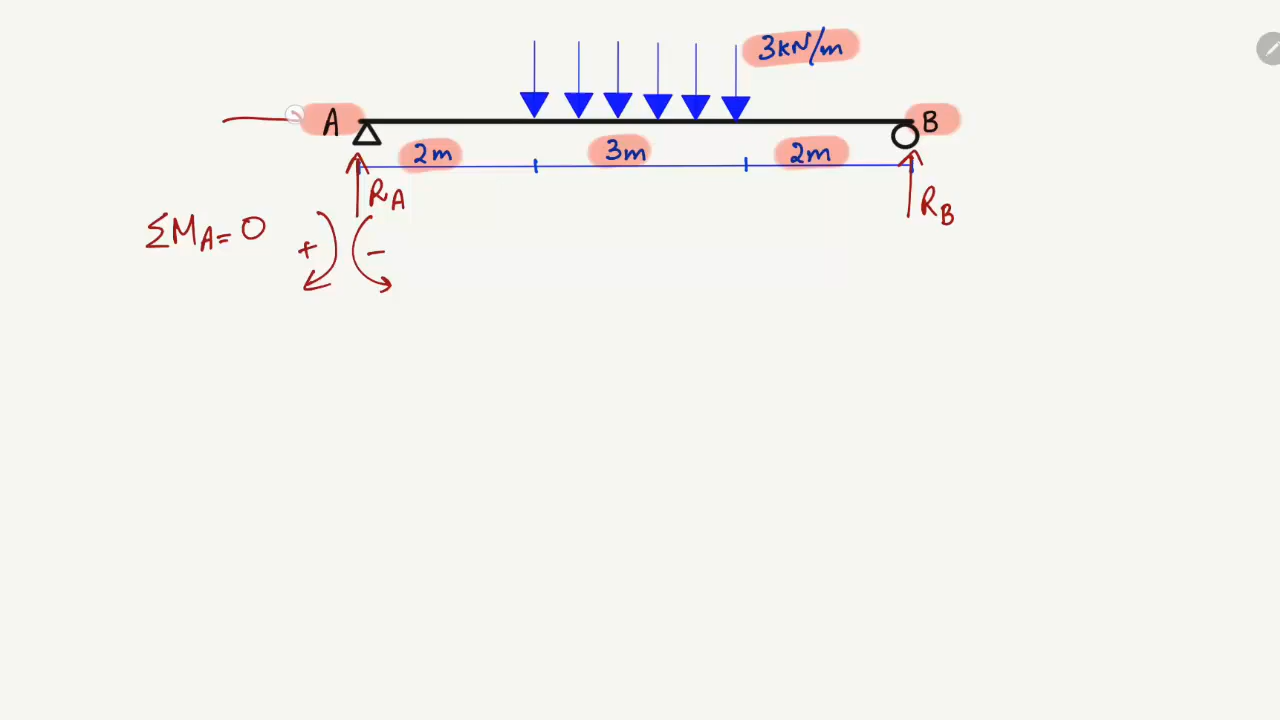 3kN/m
A B
2m 3m 2m
RA RB
ΣMA=0 + -